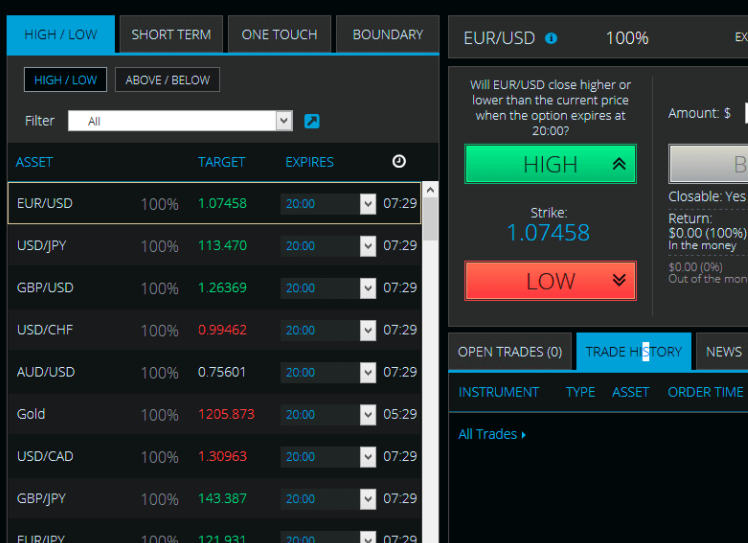 HIGH / LOW SHORT TERM ONE TOUCH BOUNDARY
HIGH / LOW ABOVE / BELOW
Filter All
ASSET TARGET EXPIRES
EUR/USD 100% 1.07458 20:00 07:29
USD/JPY 100% 113.470 20:00 07:29
GBP/USD 100% 1.26369 20:00 07:29
USD/CHF 100% 0.99462 20:00 07:29
AUD/USD 100% 0.75601 20:00 07:29
Gold 100% 1205.873 20:00 05:29
USD/CAD 100% 1.30963 20:00 07:29
GBP/JPY 100% 143.387 20:00 07:29
EUR/JPY 100% 121.931 20:00 07:29
EUR/USD 100% EX
Will EUR/USD close higher or
lower than the current price
when the option expires at
20:00?
HIGH
Strike:
1.07458
LOW
Amount: $
B
Closable: Yes
Return:
$0.00 (100%)
In the money
$0.00 (0%)
Out of the mon
OPEN TRADES (0) TRADE HISTORY NEWS
INSTRUMENT TYPE ASSET ORDER TIME
All Trades